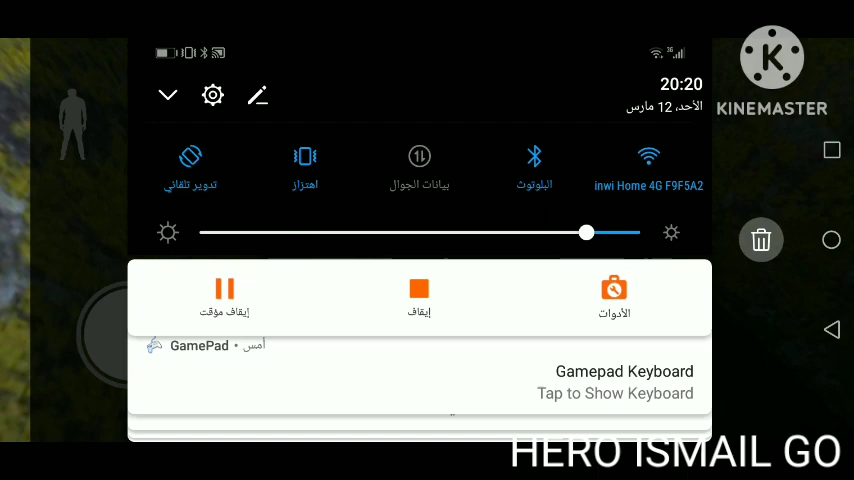 3G
20:20
الأحد، 12 مارس
KINEMASTER
تدوير تلقائي
اهتزاز
بيانات الجوال
البلوتوث
inwi Home 4G F9F5A2
إيقاف مؤقت
إيقاف
الأدوات
GamePad • أمس
Gamepad Keyboard
Tap to Show Keyboard
HERO ISMAIL GO